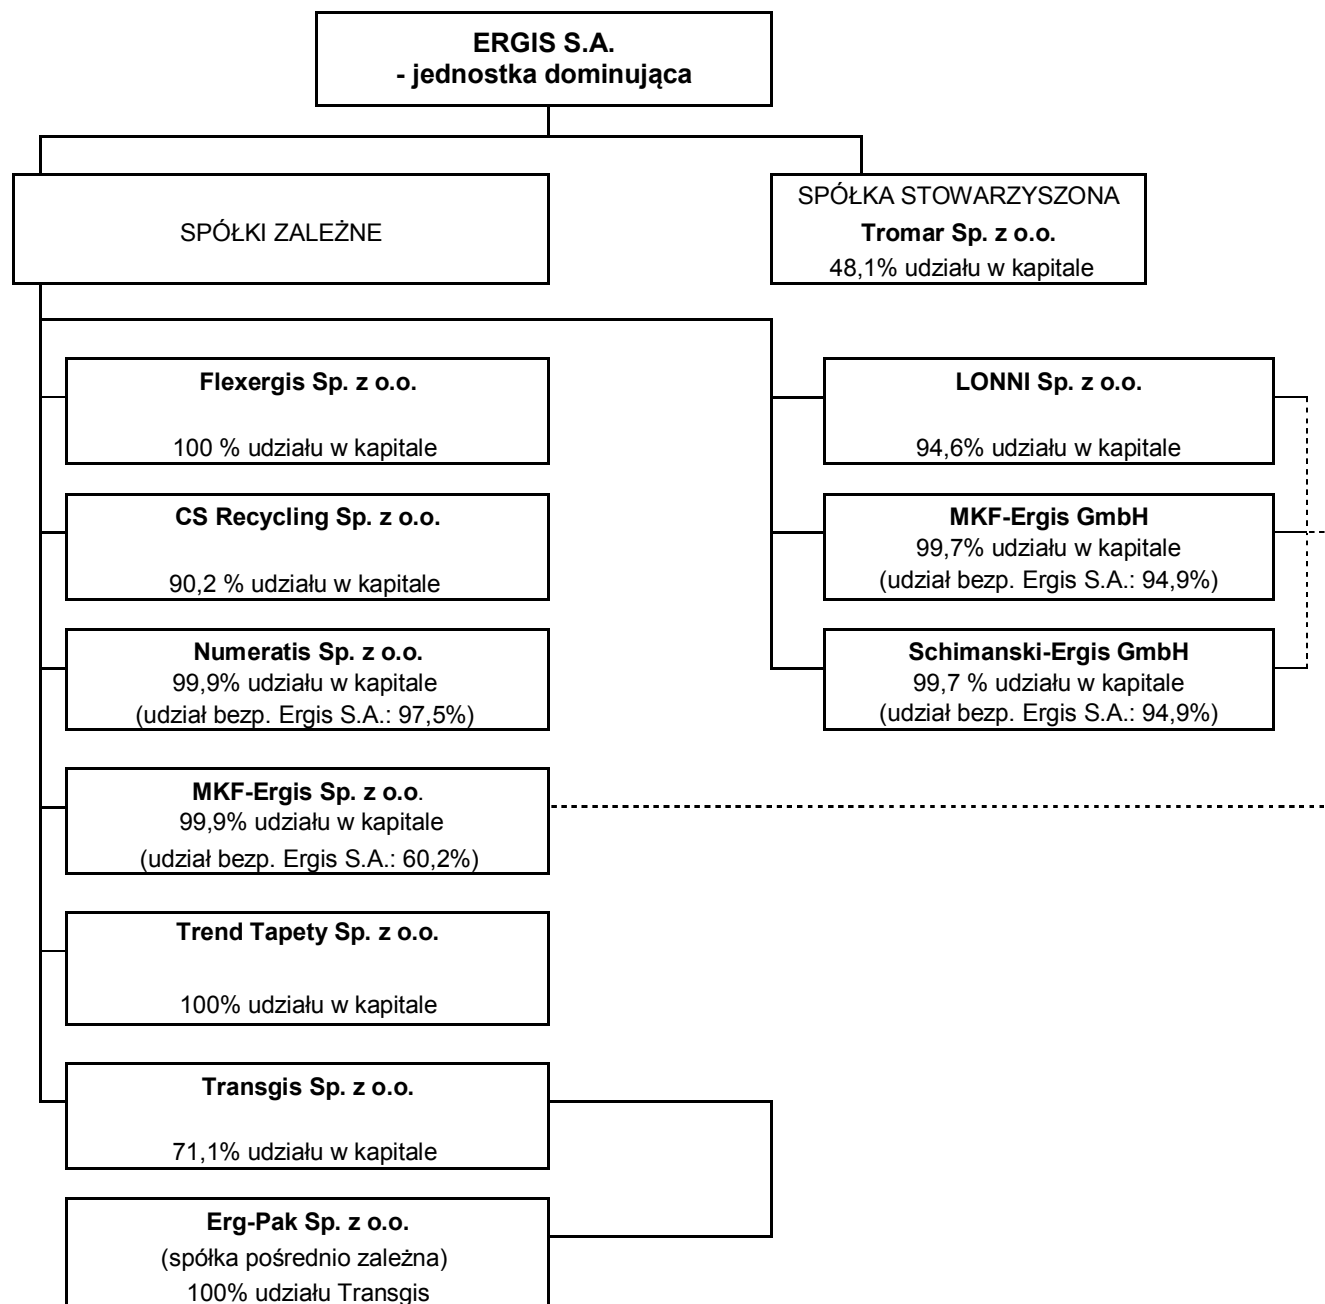 ERGIS S.A.
- jednostka dominująca
SPÓŁKI ZALEŻNE
SPÓŁKA STOWARZYSZONA
Tromar Sp. z o.o.
48,1% udziału w kapitale
Flexergis Sp. z o.o.
100 % udziału w kapitale
CS Recycling Sp. z o.o.
90,2 % udziału w kapitale
Numeratis Sp. z o.o.
99,9% udziału w kapitale
(udział bezp. Ergis S.A.: 97,5%)
MKF-Ergis Sp. z o.o.
99,9% udziału w kapitale
(udział bezp. Ergis S.A.: 60,2%)
Trend Tapety Sp. z o.o.
100% udziału w kapitale
Transgis Sp. z o.o.
71,1% udziału w kapitale
Erg-Pak Sp. z o.o.
(spółka pośrednio zależna)
100% udziału Transgis
LONNI Sp. z o.o.
94,6% udziału w kapitale
MKF-Ergis GmbH
99,7% udziału w kapitale
(udział bezp. Ergis S.A.: 94,9%)
Schimanski-Ergis GmbH
99,7 % udziału w kapitale
(udział bezp. Ergis S.A.: 94,9%)